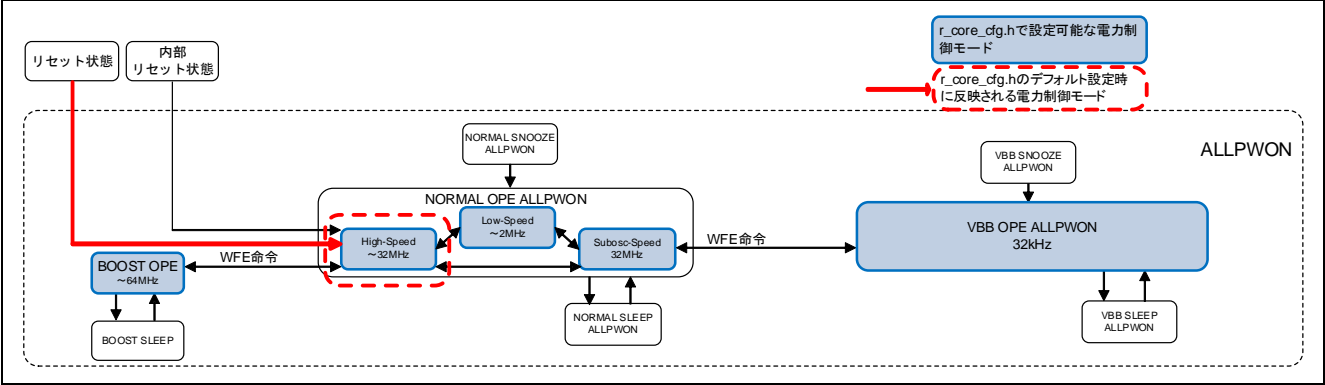 リセット状態
内部
リセット状態
r_core_cfg.hで設定可能な電力制
御モード
r_core_cfg.hのデフォルト設定時
に反映される電力制御モード
ALLPWON
NORMAL SNOOZE
ALLPWON
VBB SNOOZE
ALLPWON
NORMAL OPE ALLPWON
Low-Speed
～2MHz
High-Speed
～32MHz
Subosc-Speed
32MHz
WFE命令
VBB OPE ALLPWON
32kHz
BOOST OPE
～64MHz
WFE命令
BOOST SLEEP
NORMAL SLEEP
ALLPWON
VBB SLEEP
ALLPWON